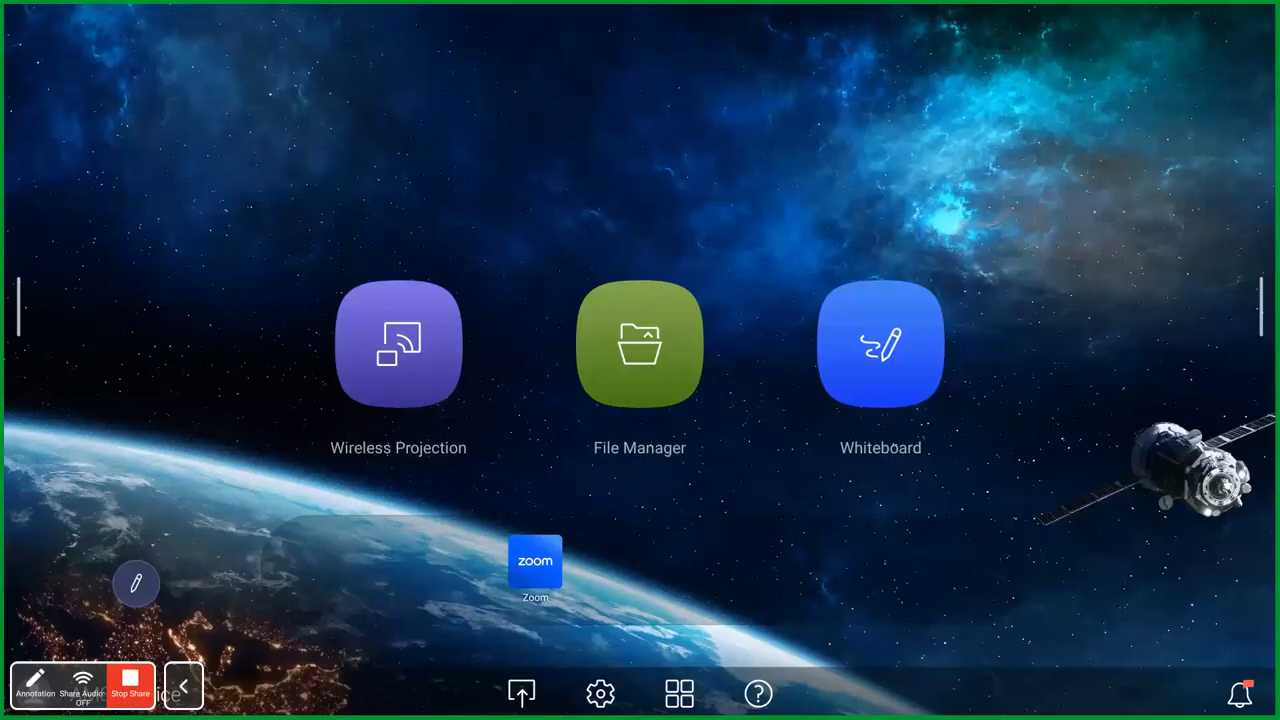 Wireless Projection
File Manager
Whiteboard
zoom
Zoom
Annotation
Share Audio
OFF
Stop Share